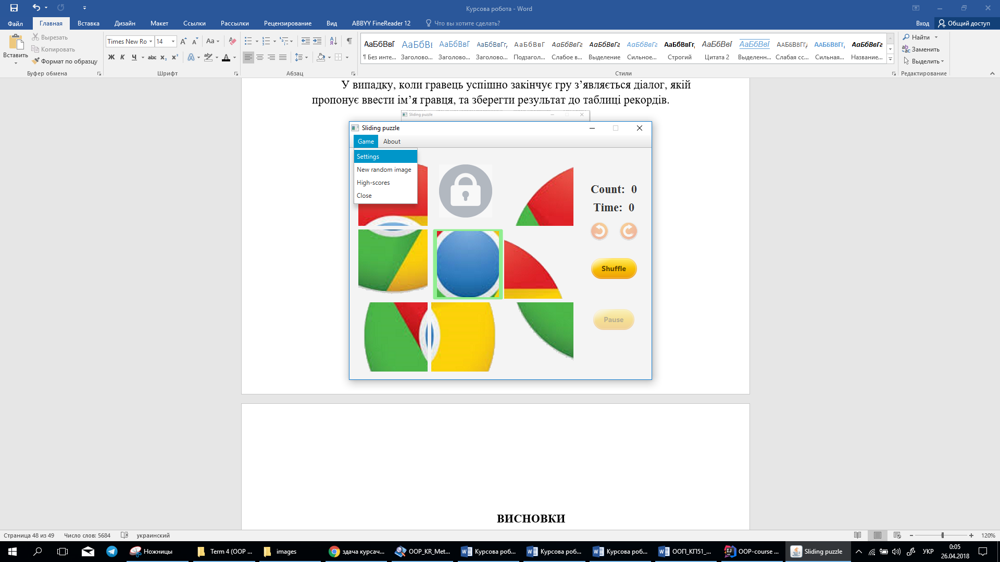 Курсова робота - Word
Файл Главная Вставка Дизайн Макет Ссылки Рассылки Рецензирование Вид ABBYY FineReader 12 Что вы хотите сделать? Вход Общий доступ
Вставить
Вырезать
Копировать
Формат по образцу
Буфер обмена
Times New Ro 14 Aa
Ж К Ч abc x₂ x² A aby A
Шрифт
Абзац
АаБбВвГ АаБбВв АаБбВвГ АаБбВвГг, АаБбВвГ АаБбВвГг АаБбВвГг АаБбВвГг АаБбВвГг, АаБбВвГ АаБбВвГ АаБбВвГгД АаБбВвГг, АаБбВвГг
¶ Без инте... Заголово... Заголово... Заголово... Подзагол... Слабое в... Выделение Сильное... Строгий Цитата 2 Выделенн... Слабая сс... Сильная... Название...
Стили
Найти
Заменить
Выделить
Редактирование
У випадку, коли гравець успішно закінчує гру з’являється діалог, якій
пропонує ввести ім’я гравця, та зберегти результат до таблиці рекордів.
Sliding puzzle
Sliding puzzle
Game About
Settings
New random image
High-scores
Close
Count: 0
Time: 0
Shuffle
Pause
ВИСНОВКИ
Страница 48 из 49 Число слов: 5684 украинский 120%
Ножницы Term 4 (OOP ... images здача курсач... OOP_KR_Met... Курсова роб... Курсова роб... Курсова роб... ООП_КП51_... OOP-course ... Sliding puzzle УКР
0:05
26.04.2018